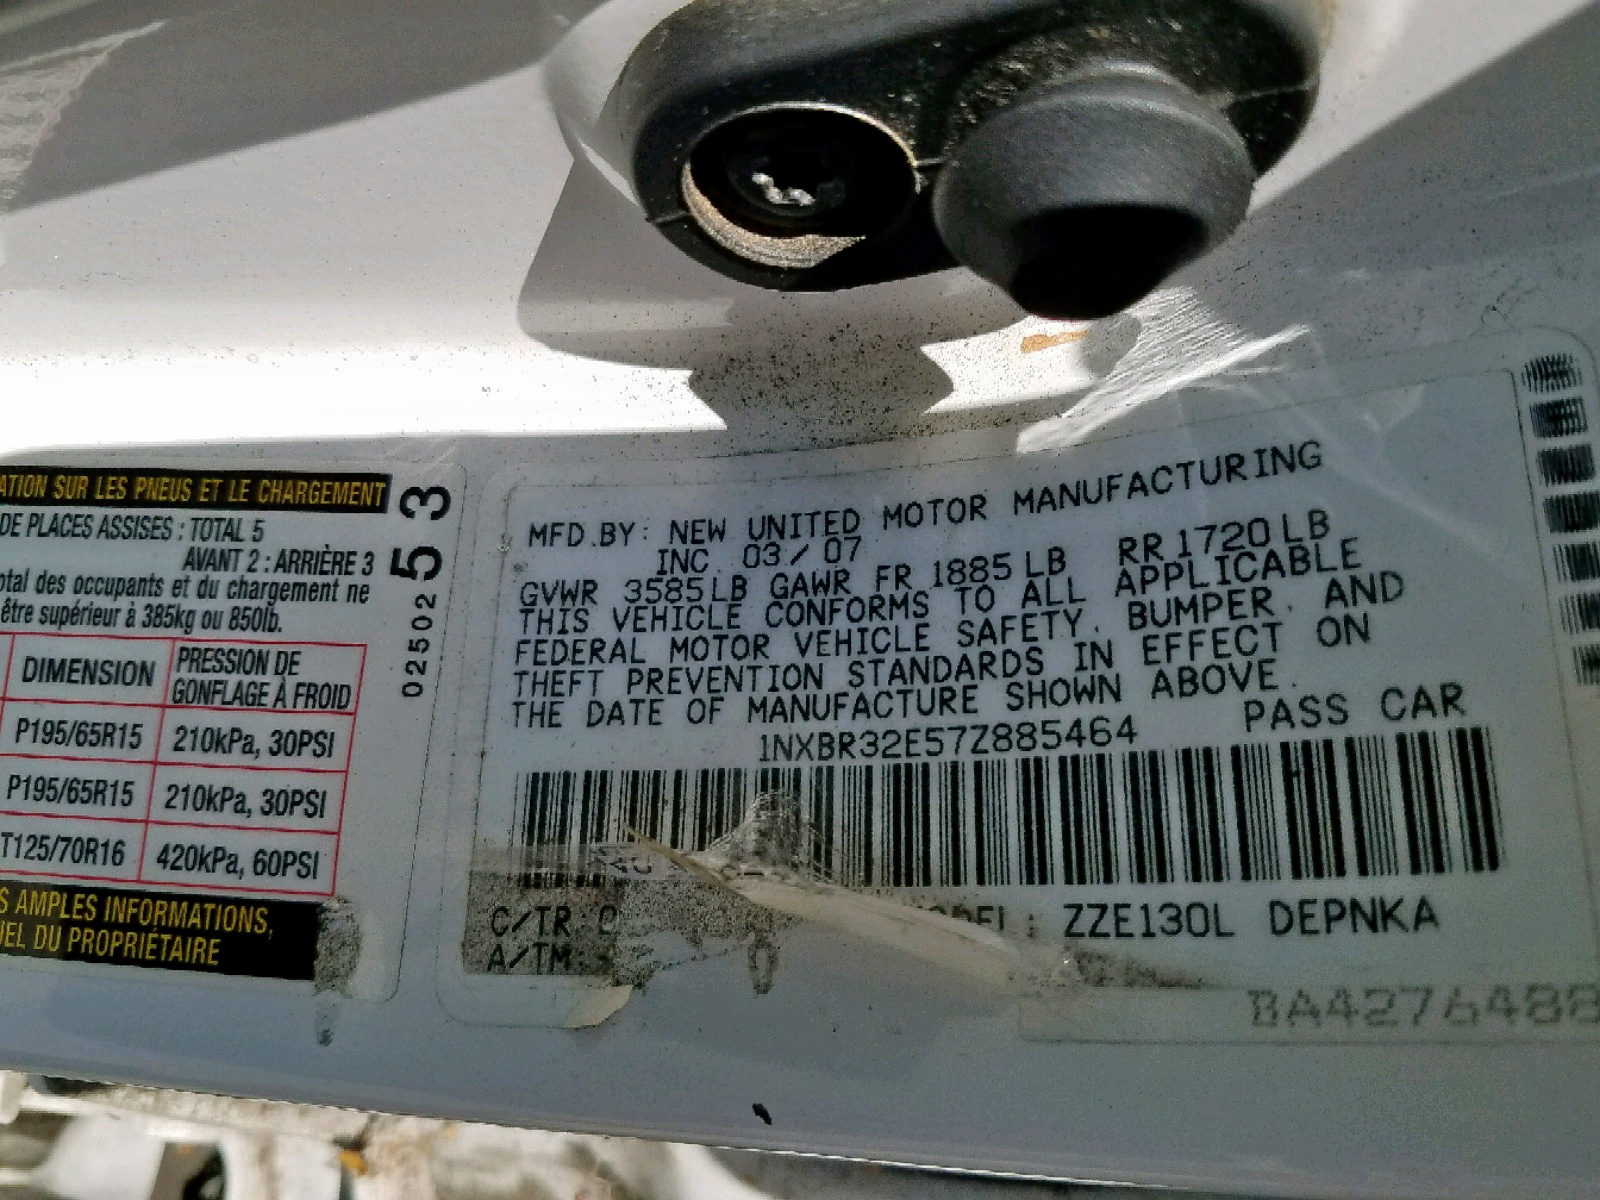 ATION SUR LES PNEUS ET LE CHARGEMENT
DE PLACES ASSISES : TOTAL 5
AVANT 2 : ARRIÈRE 3
otal des occupants et du chargement ne
être supérieur à 385kg ou 850lb.
DIMENSION PRESSION DE
GONFLAGE À FROID
P195/65R15 210kPa, 30PSI
P195/65R15 210kPa, 30PSI
T125/70R16 420kPa, 60PSI
S AMPLES INFORMATIONS,
UEL DU PROPRIÉTAIRE
02502 53
MFD.BY: NEW UNITED MOTOR MANUFACTURING
INC. 03/07
GVWR 3585LB GAWR FR 1885LB RR 1720LB
THIS VEHICLE CONFORMS TO ALL APPLICABLE
FEDERAL MOTOR VEHICLE SAFETY, BUMPER, AND
THEFT PREVENTION STANDARDS IN EFFECT ON
THE DATE OF MANUFACTURE SHOWN ABOVE.
1NXBR32E57Z885464 PASS CAR
C/TR: MODEL: ZZE130L DEPNKA
A/TM:
BA4276488